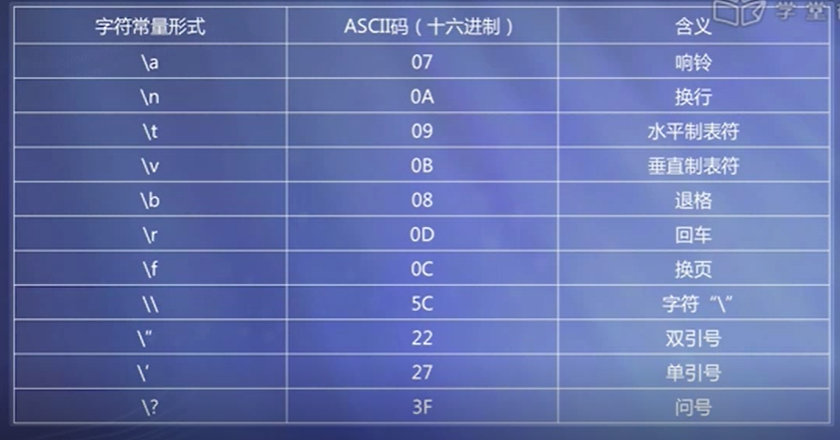 学堂
字符常量形式 ASCII码（十六进制） 含义
\a 07 响铃
\n 0A 换行
\t 09 水平制表符
\v 0B 垂直制表符
\b 08 退格
\r 0D 回车
\f 0C 换页
\\ 5C 字符“\”
\” 22 双引号
\’ 27 单引号
\? 3F 问号